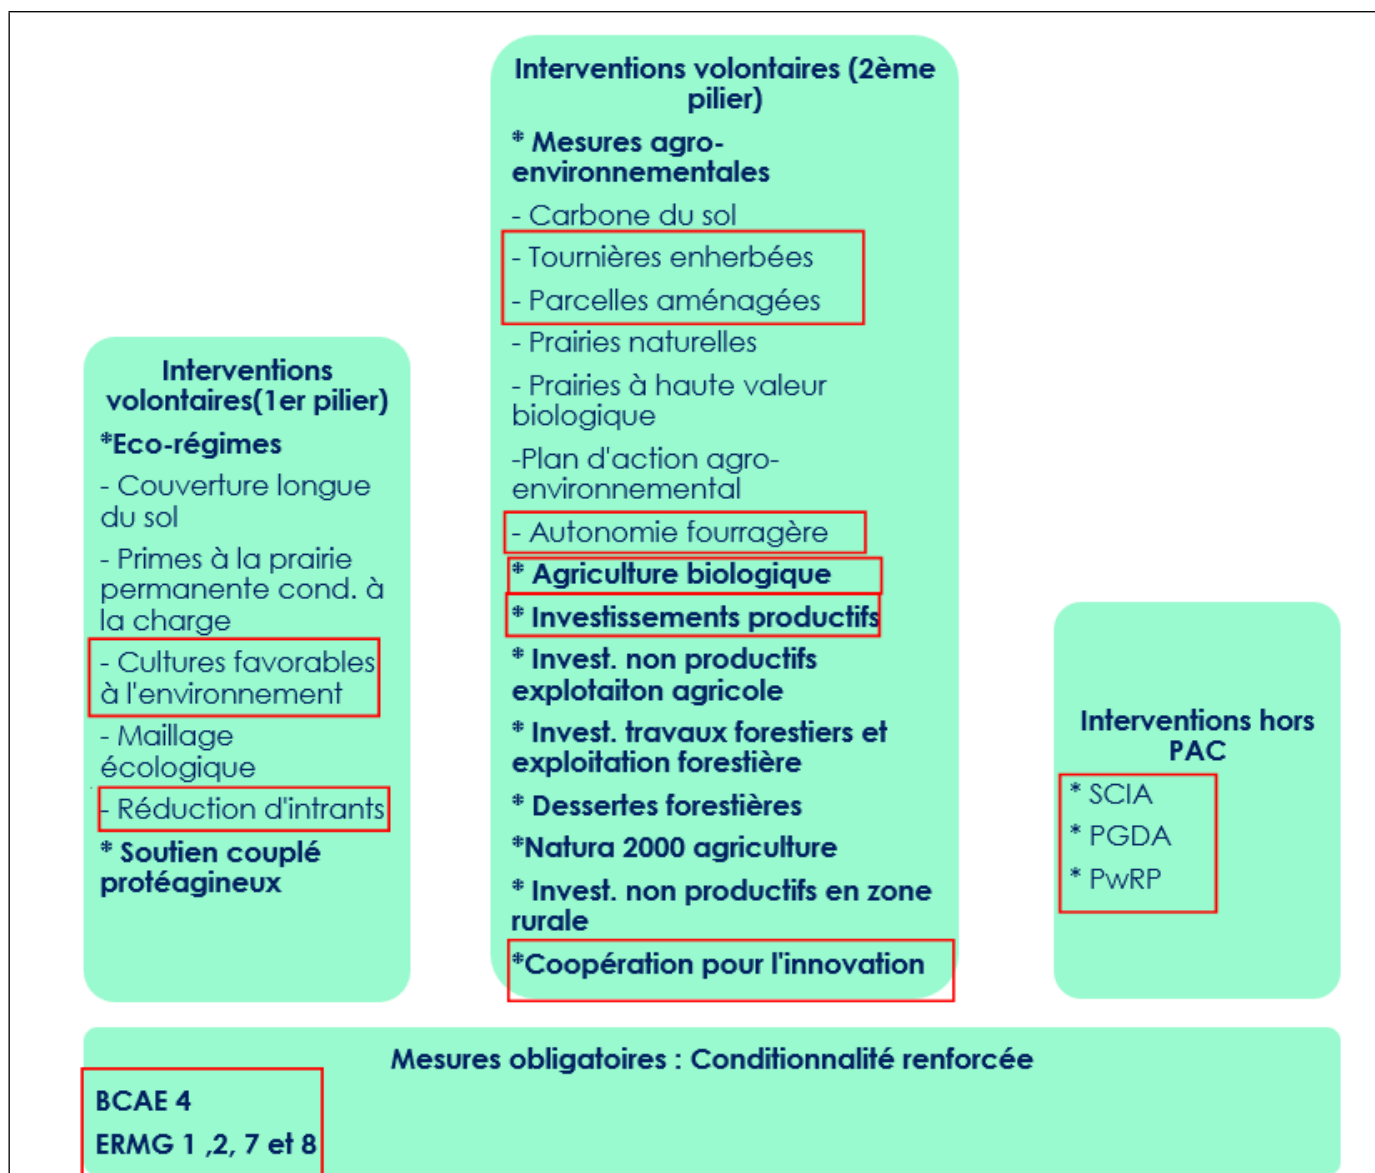 Interventions volontaires (2ème
pilier)
* Mesures agro-
environnementales
- Carbone du sol
- Tournières enherbées
- Parcelles aménagées
- Prairies naturelles
- Prairies à haute valeur
biologique
-Plan d'action agro-
environnemental
- Autonomie fourragère
* Agriculture biologique
* Investissements productifs
* Invest. non productifs
explotaiton agricole
* Invest. travaux forestiers et
exploitation forestière
* Dessertes forestières
*Natura 2000 agriculture
* Invest. non productifs en zone
rurale
*Coopération pour l'innovation
Interventions
volontaires(1er pilier)
*Eco-régimes
- Couverture longue
du sol
- Primes à la prairie
permanente cond. à
la charge
- Cultures favorables
à l'environnement
- Maillage
écologique
- Réduction d'intrants
* Soutien couplé
protéagineux
Interventions hors
PAC
* SCIA
* PGDA
* PwRP
Mesures obligatoires : Conditionnalité renforcée
BCAE 4
ERMG 1 ,2, 7 et 8